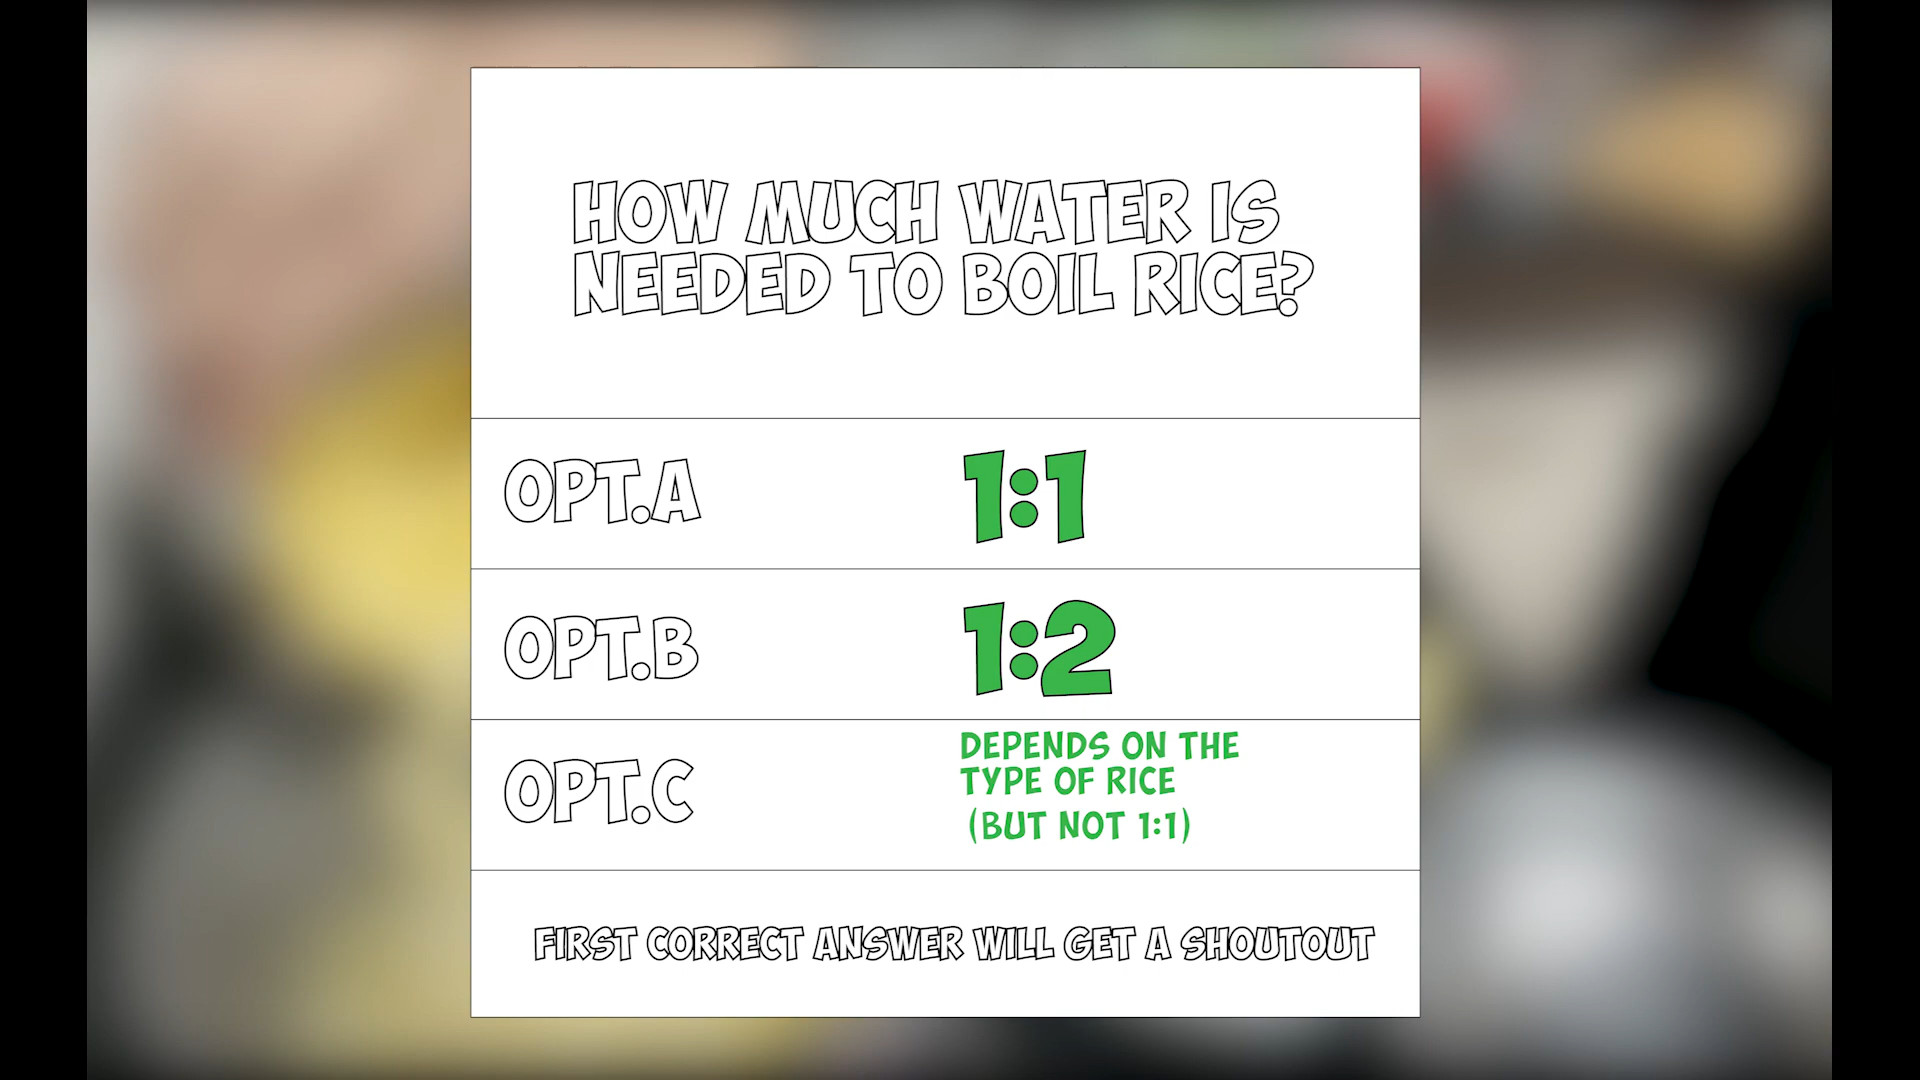 HOW MUCH WATER IS
NEEDED TO BOIL RICE?
OPT.A
1:1
OPT.B
1:2
OPT.C
DEPENDS ON THE
TYPE OF RICE
(BUT NOT 1:1)
FIRST CORRECT ANSWER WILL GET A SHOUTOUT